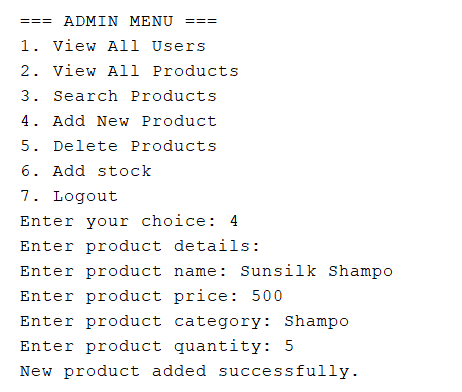 === ADMIN MENU ===
1. View All Users
2. View All Products
3. Search Products
4. Add New Product
5. Delete Products
6. Add stock
7. Logout
Enter your choice: 4
Enter product details:
Enter product name: Sunsilk Shampo
Enter product price: 500
Enter product category: Shampo
Enter product quantity: 5
New product added successfully.